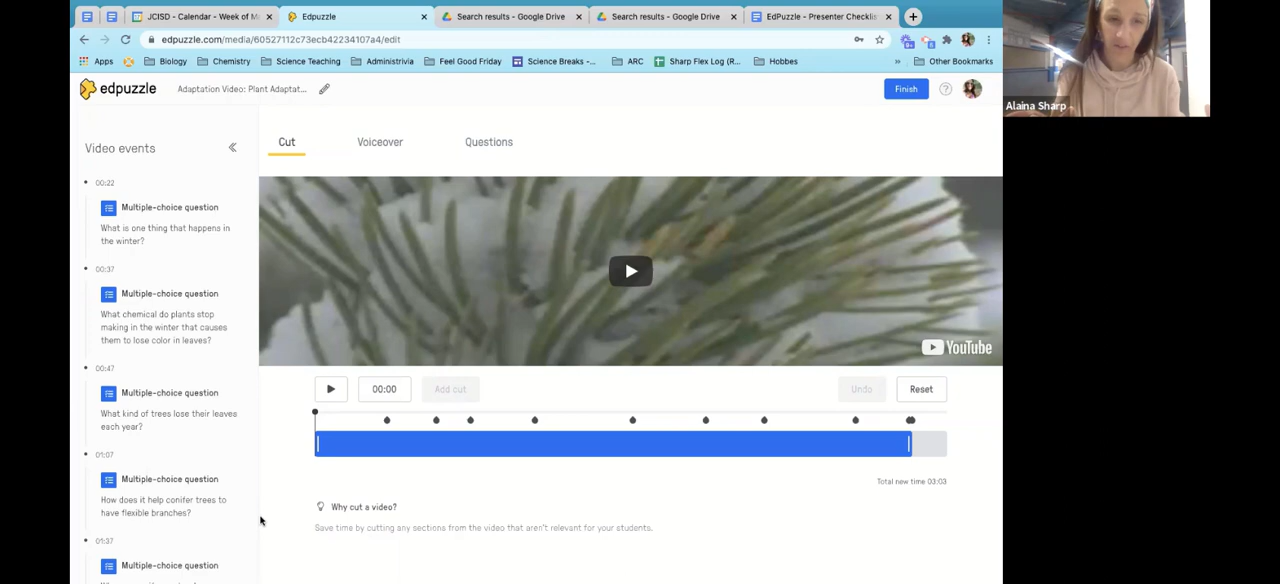 JCISD - Calendar - Week of M
Edpuzzle
Search results - Google Drive
Search results - Google Drive
EdPuzzle - Presenter Checklis
edpuzzle.com/media/60527112c73ecb42234107a4/edit
Apps
Biology
Chemistry
Science Teaching
Administrivia
Feel Good Friday
Science Breaks -...
ARC
Sharp Flex Log (R...
Hobbes
»
Other Bookmarks
edpuzzle
Adaptation Video: Plant Adaptat...
Finish
?
Alaina Sharp
Video events
Cut
Voiceover
Questions
00:22
Multiple-choice question
What is one thing that happens in
the winter?
00:37
Multiple-choice question
What chemical do plants stop
making in the winter that causes
them to lose color in leaves?
00:47
Multiple-choice question
What kind of trees lose their leaves
each year?
01:07
Multiple-choice question
How does it help conifer trees to
have flexible branches?
01:37
Multiple-choice question
YouTube
00:00
Add cut
Undo
Reset
Total new time 03:03
Why cut a video?
Save time by cutting any sections from the video that aren't relevant for your students.